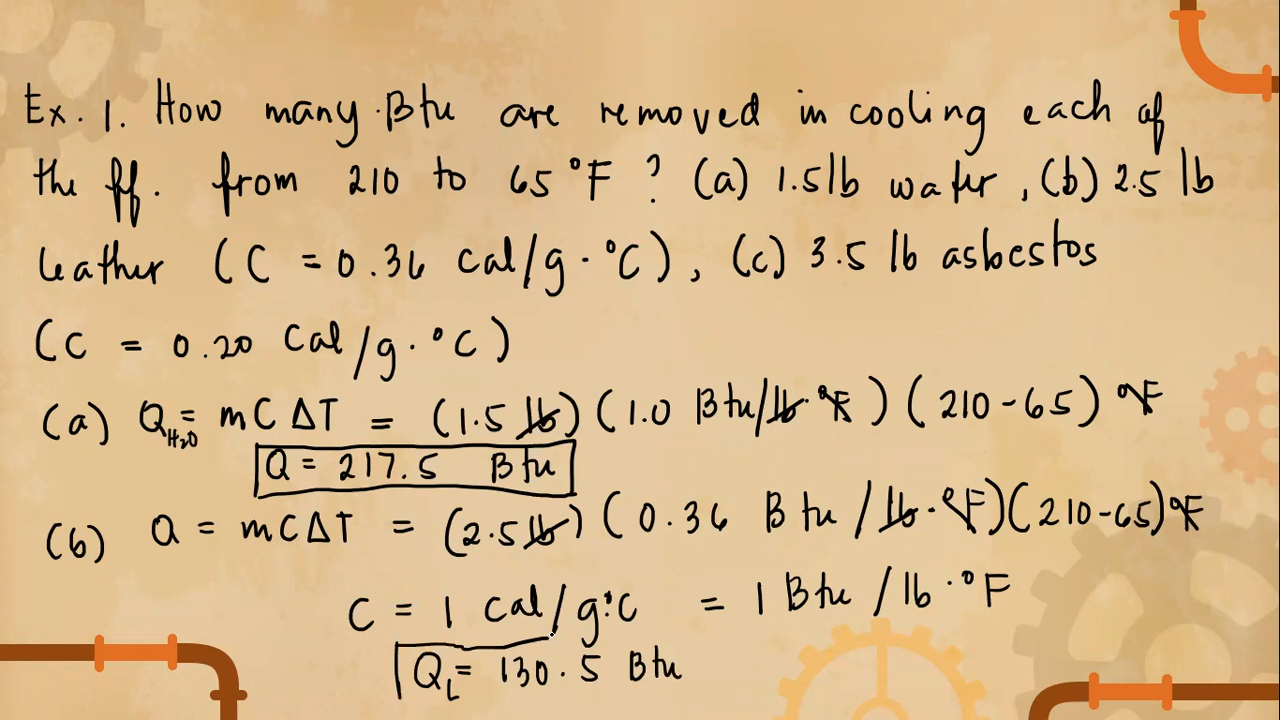 Ex. 1. How many Btu are removed in cooling each of
the ff. from 210 to 65 °F ? (a) 1.5 lb water, (b) 2.5 lb
leather (C = 0.36 cal/g·°C), (c) 3.5 lb asbestos
(C = 0.20 Cal/g·°C)
(a) Q_H₂O = mCΔT = (1.5 lb)(1.0 Btu/lb·°F)(210-65) °F
Q = 217.5 Btu
(b) Q = mCΔT = (2.5 lb)(0.36 Btu/lb·°F)(210-65)°F
C = 1 Cal/g·°C = 1 Btu/lb·°F
Q_L = 130.5 Btu